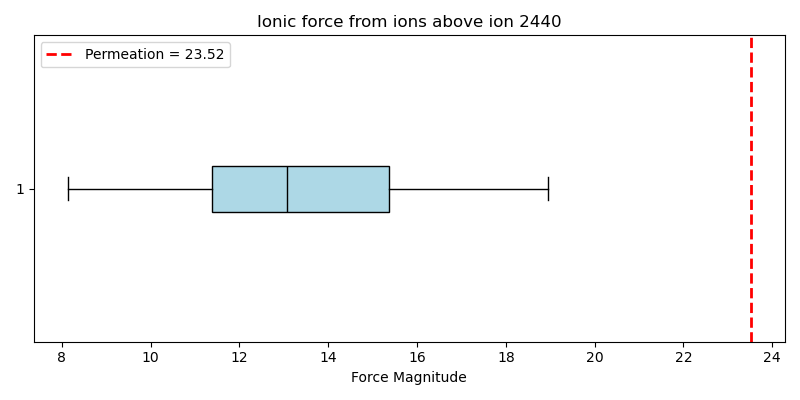 Ionic force from ions above ion 2440
Permeation = 23.52
1
8 10 12 14 16 18 20 22 24
Force Magnitude